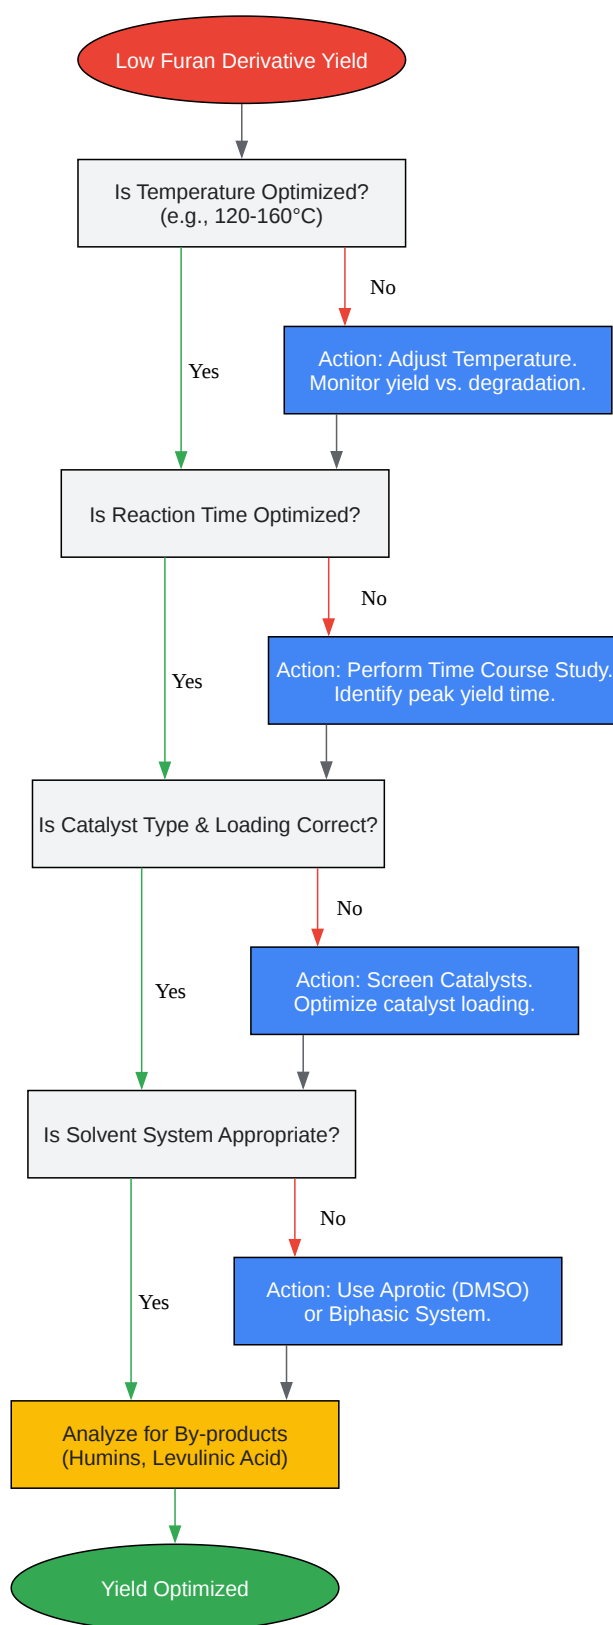 Low Furan Derivative Yield
Is Temperature Optimized?
(e.g., 120-160°C)
No
Action: Adjust Temperature.
Monitor yield vs. degradation.
Yes
Is Reaction Time Optimized?
No
Action: Perform Time Course Study.
Identify peak yield time.
Yes
Is Catalyst Type & Loading Correct?
No
Action: Screen Catalysts.
Optimize catalyst loading.
Yes
Is Solvent System Appropriate?
No
Action: Use Aprotic (DMSO)
or Biphasic System.
Yes
Analyze for By-products
(Humins, Levulinic Acid)
Yield Optimized